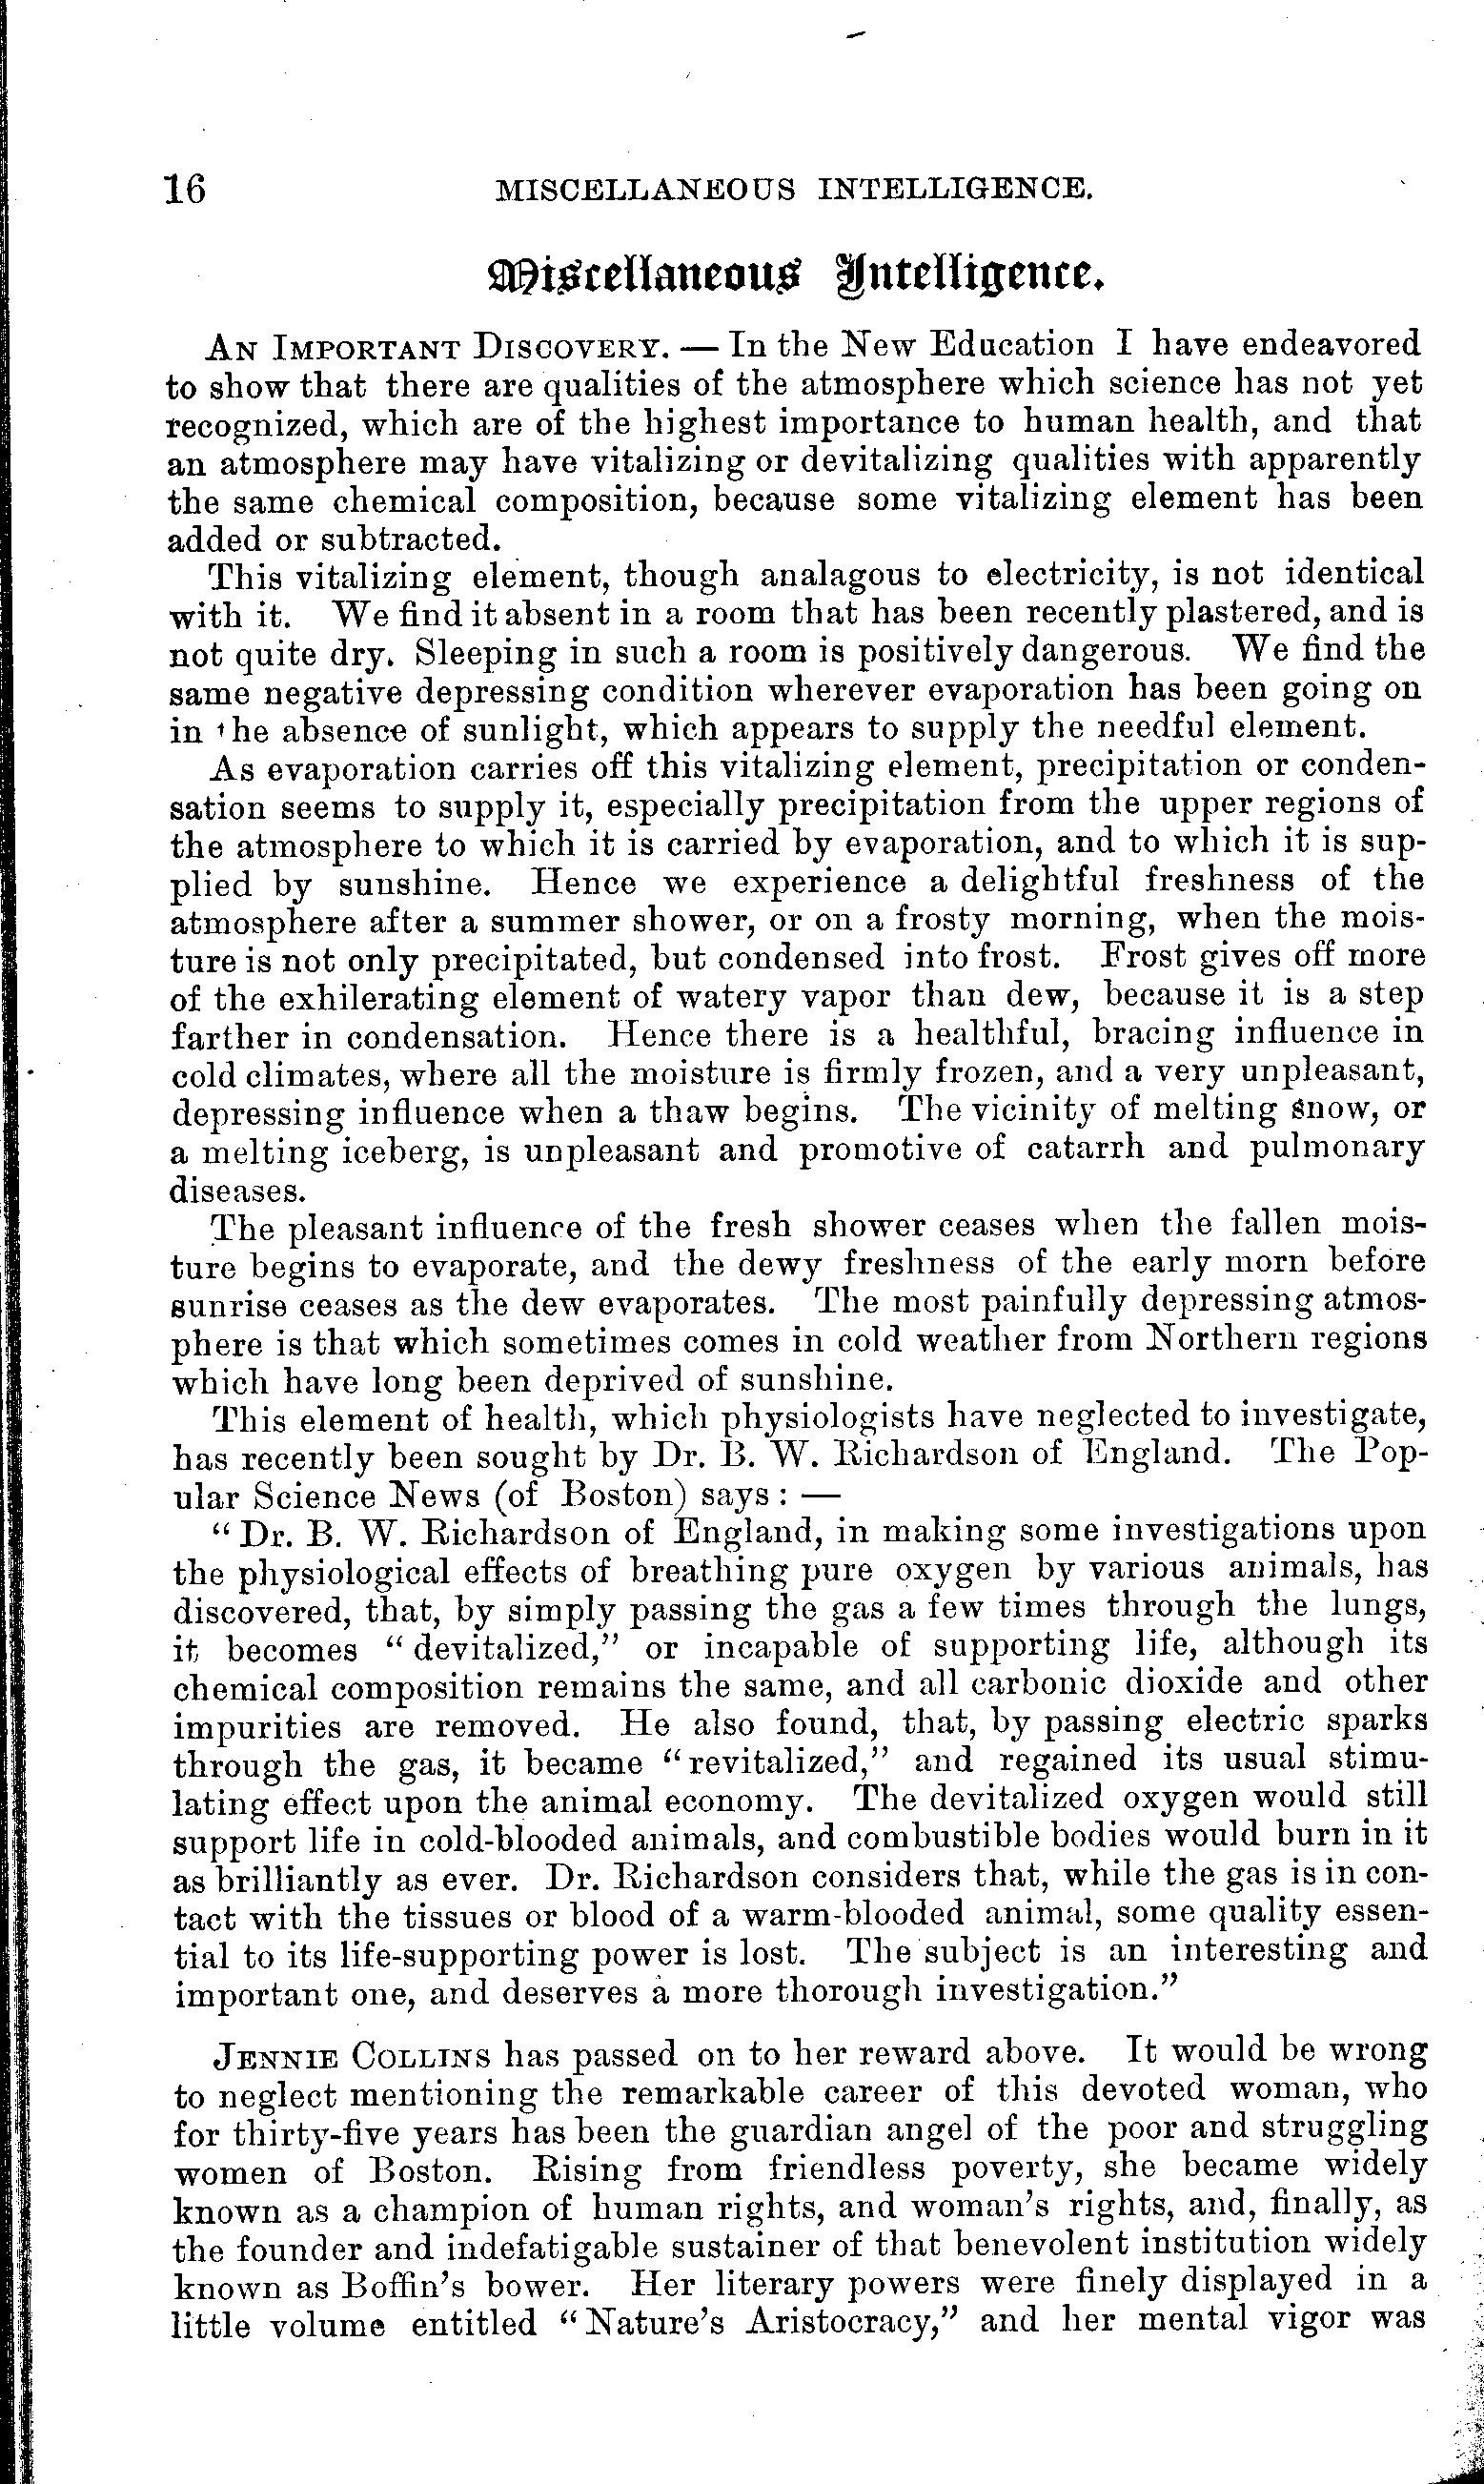 16 MISCELLANEOUS INTELLIGENCE.
Miscellaneous Intelligence.
AN IMPORTANT DISCOVERY. — In the New Education I have endeavored
to show that there are qualities of the atmosphere which science has not yet
recognized, which are of the highest importance to human health, and that
an atmosphere may have vitalizing or devitalizing qualities with apparently
the same chemical composition, because some vitalizing element has been
added or subtracted.
This vitalizing element, though analagous to electricity, is not identical
with it. We find it absent in a room that has been recently plastered, and is
not quite dry. Sleeping in such a room is positively dangerous. We find the
same negative depressing condition wherever evaporation has been going on
in the absence of sunlight, which appears to supply the needful element.
As evaporation carries off this vitalizing element, precipitation or conden-
sation seems to supply it, especially precipitation from the upper regions of
the atmosphere to which it is carried by evaporation, and to which it is sup-
plied by sunshine. Hence we experience a delightful freshness of the
atmosphere after a summer shower, or on a frosty morning, when the mois-
ture is not only precipitated, but condensed into frost. Frost gives off more
of the exhilerating element of watery vapor than dew, because it is a step
farther in condensation. Hence there is a healthful, bracing influence in
cold climates, where all the moisture is firmly frozen, and a very unpleasant,
depressing influence when a thaw begins. The vicinity of melting snow, or
a melting iceberg, is unpleasant and promotive of catarrh and pulmonary
diseases.
The pleasant influence of the fresh shower ceases when the fallen mois-
ture begins to evaporate, and the dewy freshness of the early morn before
sunrise ceases as the dew evaporates. The most painfully depressing atmos-
phere is that which sometimes comes in cold weather from Northern regions
which have long been deprived of sunshine.
This element of health, which physiologists have neglected to investigate,
has recently been sought by Dr. B. W. Richardson of England. The Pop-
ular Science News (of Boston) says : —
"Dr. B. W. Richardson of England, in making some investigations upon
the physiological effects of breathing pure oxygen by various animals, has
discovered, that, by simply passing the gas a few times through the lungs,
it becomes "devitalized," or incapable of supporting life, although its
chemical composition remains the same, and all carbonic dioxide and other
impurities are removed. He also found, that, by passing electric sparks
through the gas, it became "revitalized," and regained its usual stimu-
lating effect upon the animal economy. The devitalized oxygen would still
support life in cold-blooded animals, and combustible bodies would burn in it
as brilliantly as ever. Dr. Richardson considers that, while the gas is in con-
tact with the tissues or blood of a warm-blooded animal, some quality essen-
tial to its life-supporting power is lost. The subject is an interesting and
important one, and deserves a more thorough investigation."
JENNIE COLLINS has passed on to her reward above. It would be wrong
to neglect mentioning the remarkable career of this devoted woman, who
for thirty-five years has been the guardian angel of the poor and struggling
women of Boston. Rising from friendless poverty, she became widely
known as a champion of human rights, and woman's rights, and, finally, as
the founder and indefatigable sustainer of that benevolent institution widely
known as Boffin's bower. Her literary powers were finely displayed in a
little volume entitled "Nature's Aristocracy," and her mental vigor was